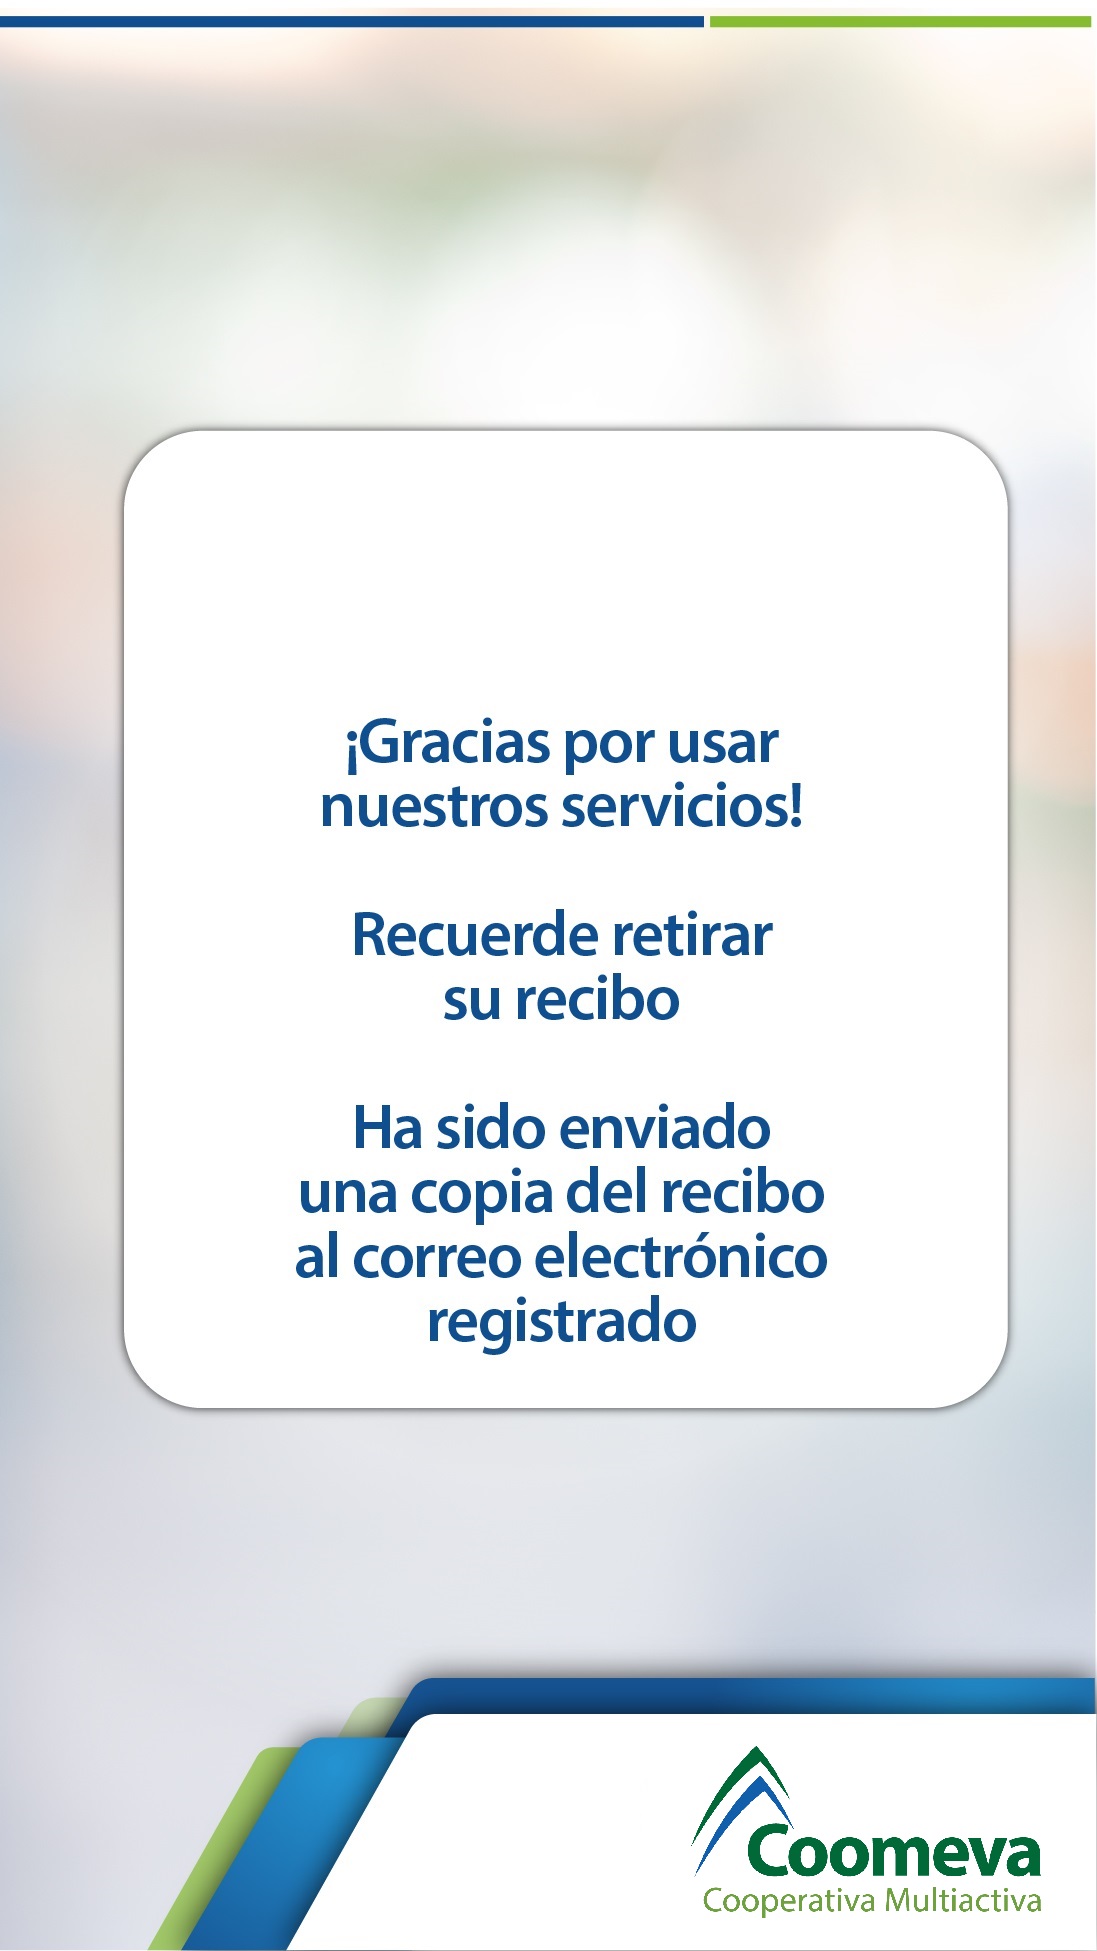 ¡Gracias por usar
nuestros servicios!
Recuerde retirar
su recibo
Ha sido enviado
una copia del recibo
al correo electrónico
registrado
Coomeva
Cooperativa Multiactiva